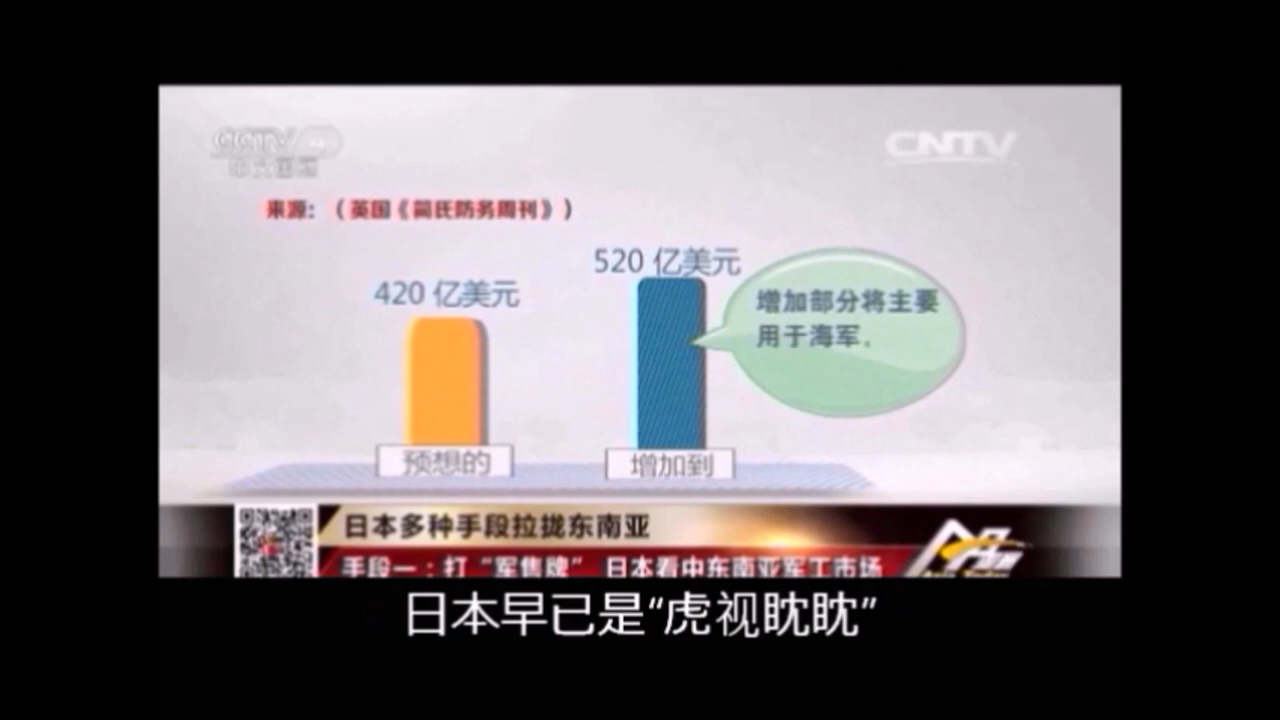 CCTV 4
中文国际
CNTV
来源：（英国《简氏防务周刊》）
520 亿美元
420 亿美元
增加部分将主要
用于海军。
预想的
增加到
日本多种手段拉拢东南亚
手段一：打“军售牌” 日本看中东南亚军工市场
日本早已是“虎视眈眈”